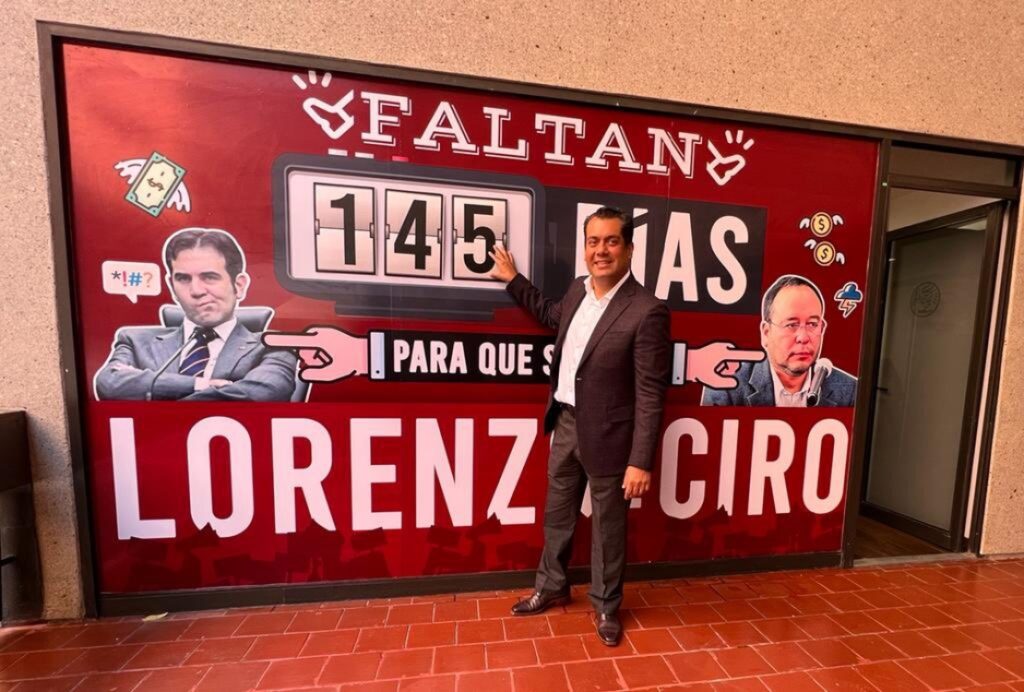 FALTAN
145 DÍAS
*!#?
$
$
$
PARA QUE S
LORENZ CIRO